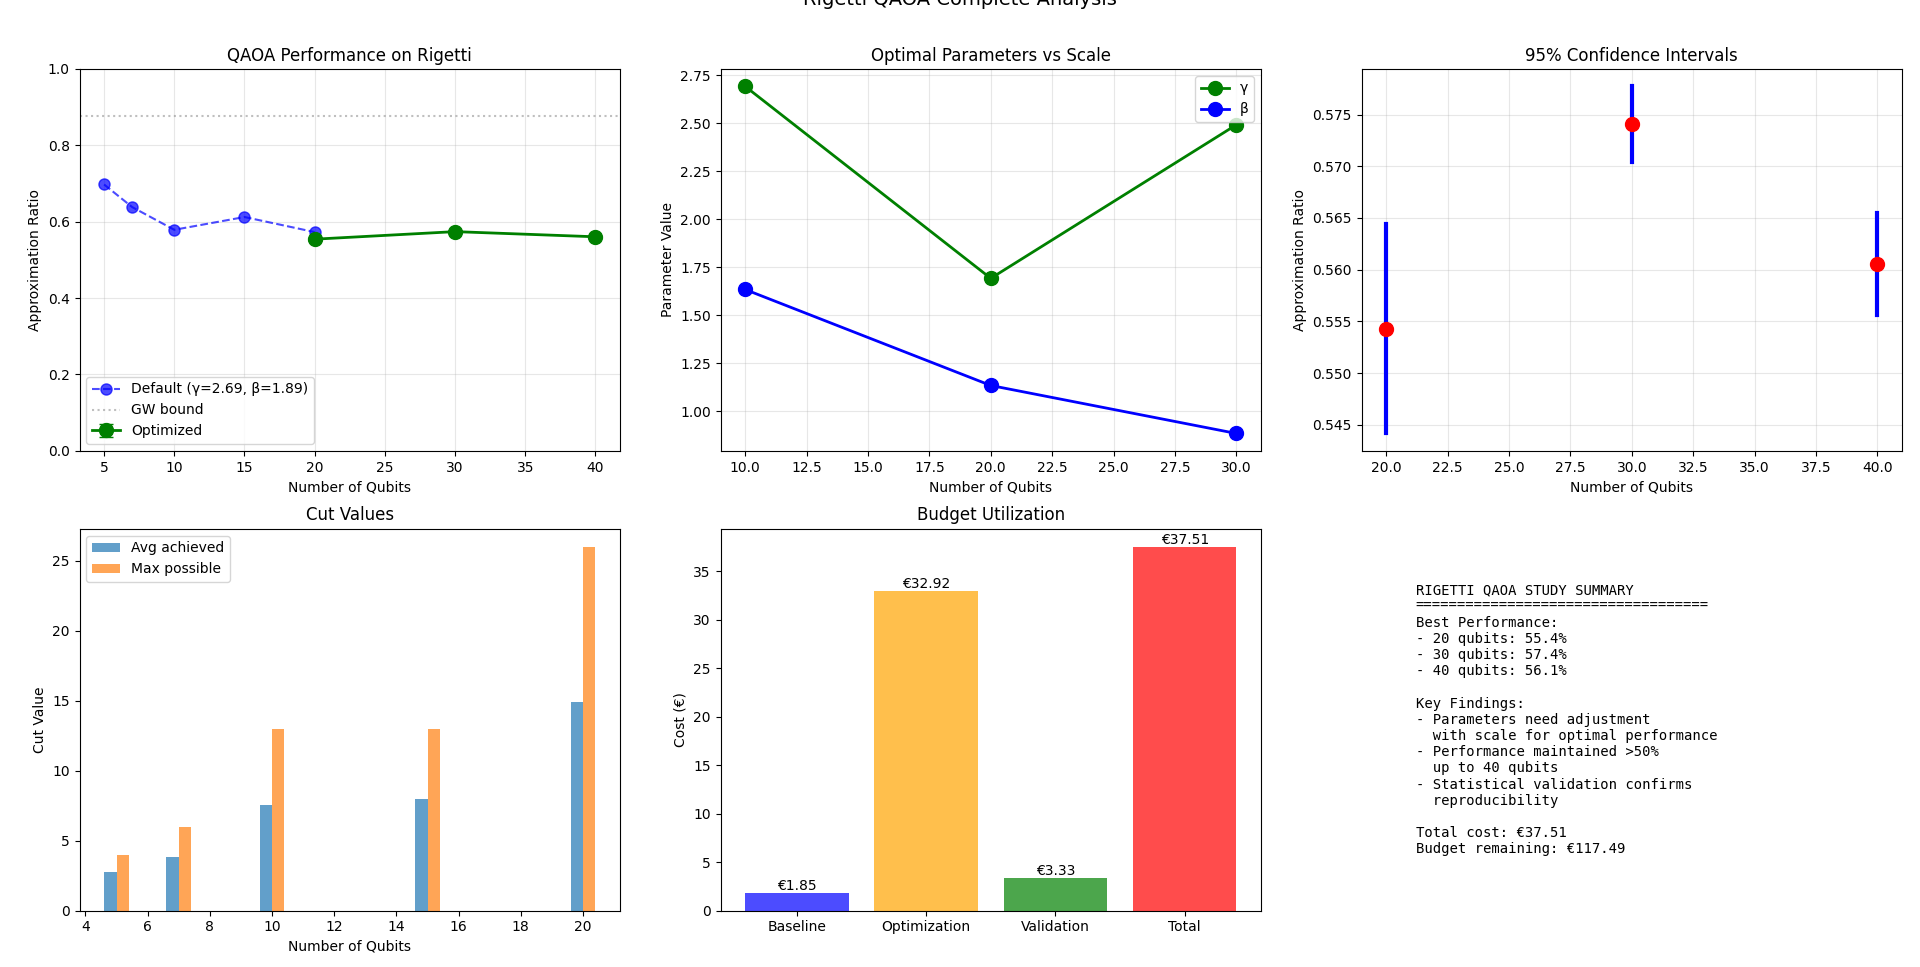 Rigetti QAOA Complete Analysis
QAOA Performance on Rigetti
1.0
0.8
0.6
0.4
0.2
0.0
Approximation Ratio
Default (γ=2.69, β=1.89)
GW bound
Optimized
5 10 15 20 25 30 35 40
Number of Qubits
Optimal Parameters vs Scale
2.75
2.50
2.25
2.00
1.75
1.50
1.25
1.00
Parameter Value
γ
β
10.0 12.5 15.0 17.5 20.0 22.5 25.0 27.5 30.0
Number of Qubits
95% Confidence Intervals
0.575
0.570
0.565
0.560
0.555
0.550
0.545
Approximation Ratio
20.0 22.5 25.0 27.5 30.0 32.5 35.0 37.5 40.0
Number of Qubits
Cut Values
25
20
15
10
5
0
Cut Value
Avg achieved
Max possible
4 6 8 10 12 14 16 18 20
Number of Qubits
Budget Utilization
35
30
25
20
15
10
5
0
Cost (€)
€1.85
€32.92
€3.33
€37.51
Baseline Optimization Validation Total
RIGETTI QAOA STUDY SUMMARY
===================================
Best Performance:
- 20 qubits: 55.4%
- 30 qubits: 57.4%
- 40 qubits: 56.1%
Key Findings:
- Parameters need adjustment
with scale for optimal performance
- Performance maintained >50%
up to 40 qubits
- Statistical validation confirms
reproducibility
Total cost: €37.51
Budget remaining: €117.49